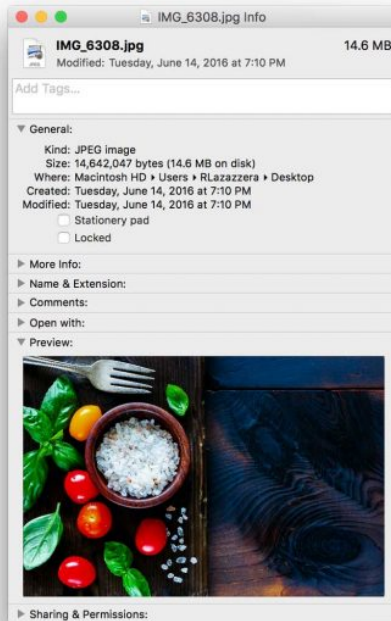 IMG_6308.jpg Info
IMG_6308.jpg 14.6 MB
Modified: Tuesday, June 14, 2016 at 7:10 PM
Add Tags...
General:
Kind: JPEG image
Size: 14,642,047 bytes (14.6 MB on disk)
Where: Macintosh HD ▸ Users ▸ RLazazzera ▸ Desktop
Created: Tuesday, June 14, 2016 at 7:10 PM
Modified: Tuesday, June 14, 2016 at 7:10 PM
Stationery pad
Locked
More Info:
Name & Extension:
Comments:
Open with:
Preview:
Sharing & Permissions: